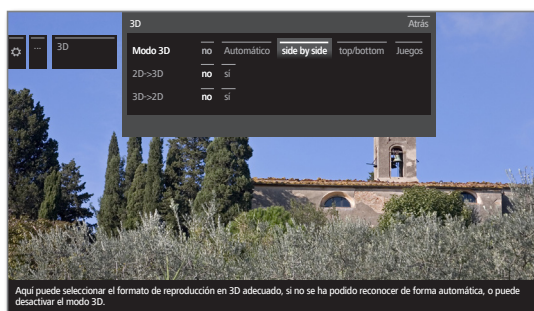 3D Atrás
... 3D
Modo 3D no Automático side by side top/bottom Juegos
2D->3D no sí
3D->2D no sí
Aquí puede seleccionar el formato de reproducción en 3D adecuado, si no se ha podido reconocer de forma automática, o puede
desactivar el modo 3D.